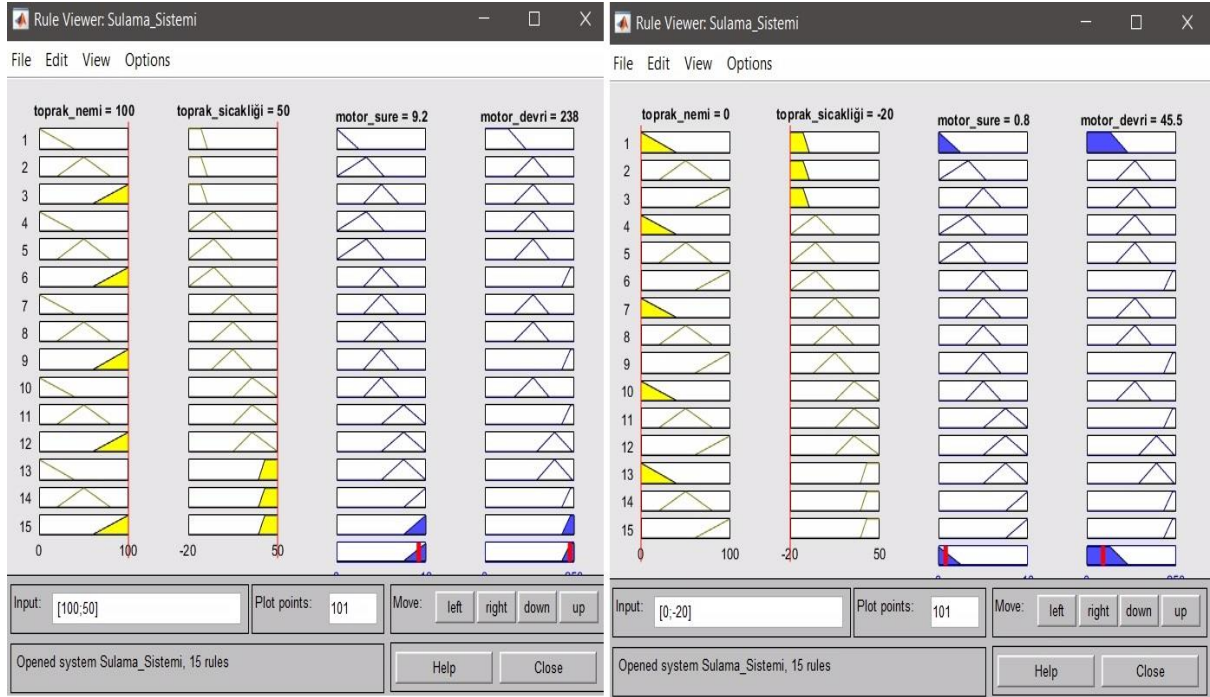 Rule Viewer: Sulama_Sistemi
File Edit View Options
toprak_nemi = 100
toprak_sicakliği = 50
motor_sure = 9.2
motor_devri = 238
1
2
3
4
5
6
7
8
9
10
11
12
13
14
15
0 100
-20 50
Input: [100;50]
Plot points: 101
Move: left right down up
Opened system Sulama_Sistemi, 15 rules
Help Close
Rule Viewer: Sulama_Sistemi
File Edit View Options
toprak_nemi = 0
toprak_sicakliği = -20
motor_sure = 0.8
motor_devri = 45.5
1
2
3
4
5
6
7
8
9
10
11
12
13
14
15
0 100
-20 50
Input: [0;-20]
Plot points: 101
Move: left right down up
Opened system Sulama_Sistemi, 15 rules
Help Close